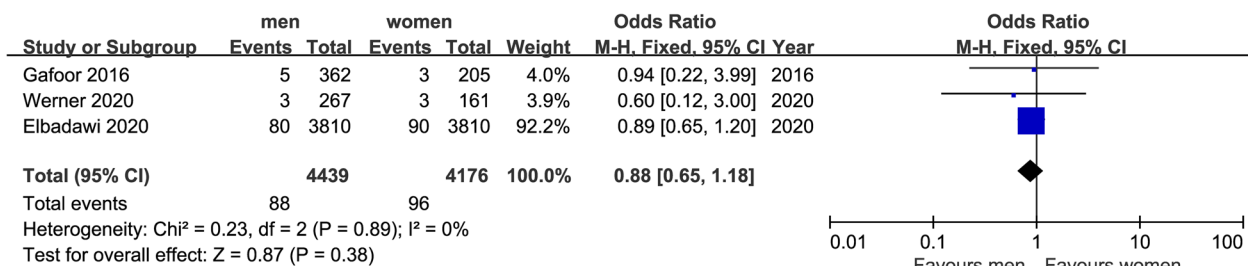 men women Odds Ratio Odds Ratio
Study or Subgroup Events Total Events Total Weight M-H, Fixed, 95% CI Year M-H, Fixed, 95% CI
Gafoor 2016 5 362 3 205 4.0% 0.94 [0.22, 3.99] 2016
Werner 2020 3 267 3 161 3.9% 0.60 [0.12, 3.00] 2020
Elbadawi 2020 80 3810 90 3810 92.2% 0.89 [0.65, 1.20] 2020
Total (95% CI) 4439 4176 100.0% 0.88 [0.65, 1.18]
Total events 88 96
Heterogeneity: Chi² = 0.23, df = 2 (P = 0.89); I² = 0%
Test for overall effect: Z = 0.87 (P = 0.38)
0.01 0.1 1 10 100
Favours men Favours women